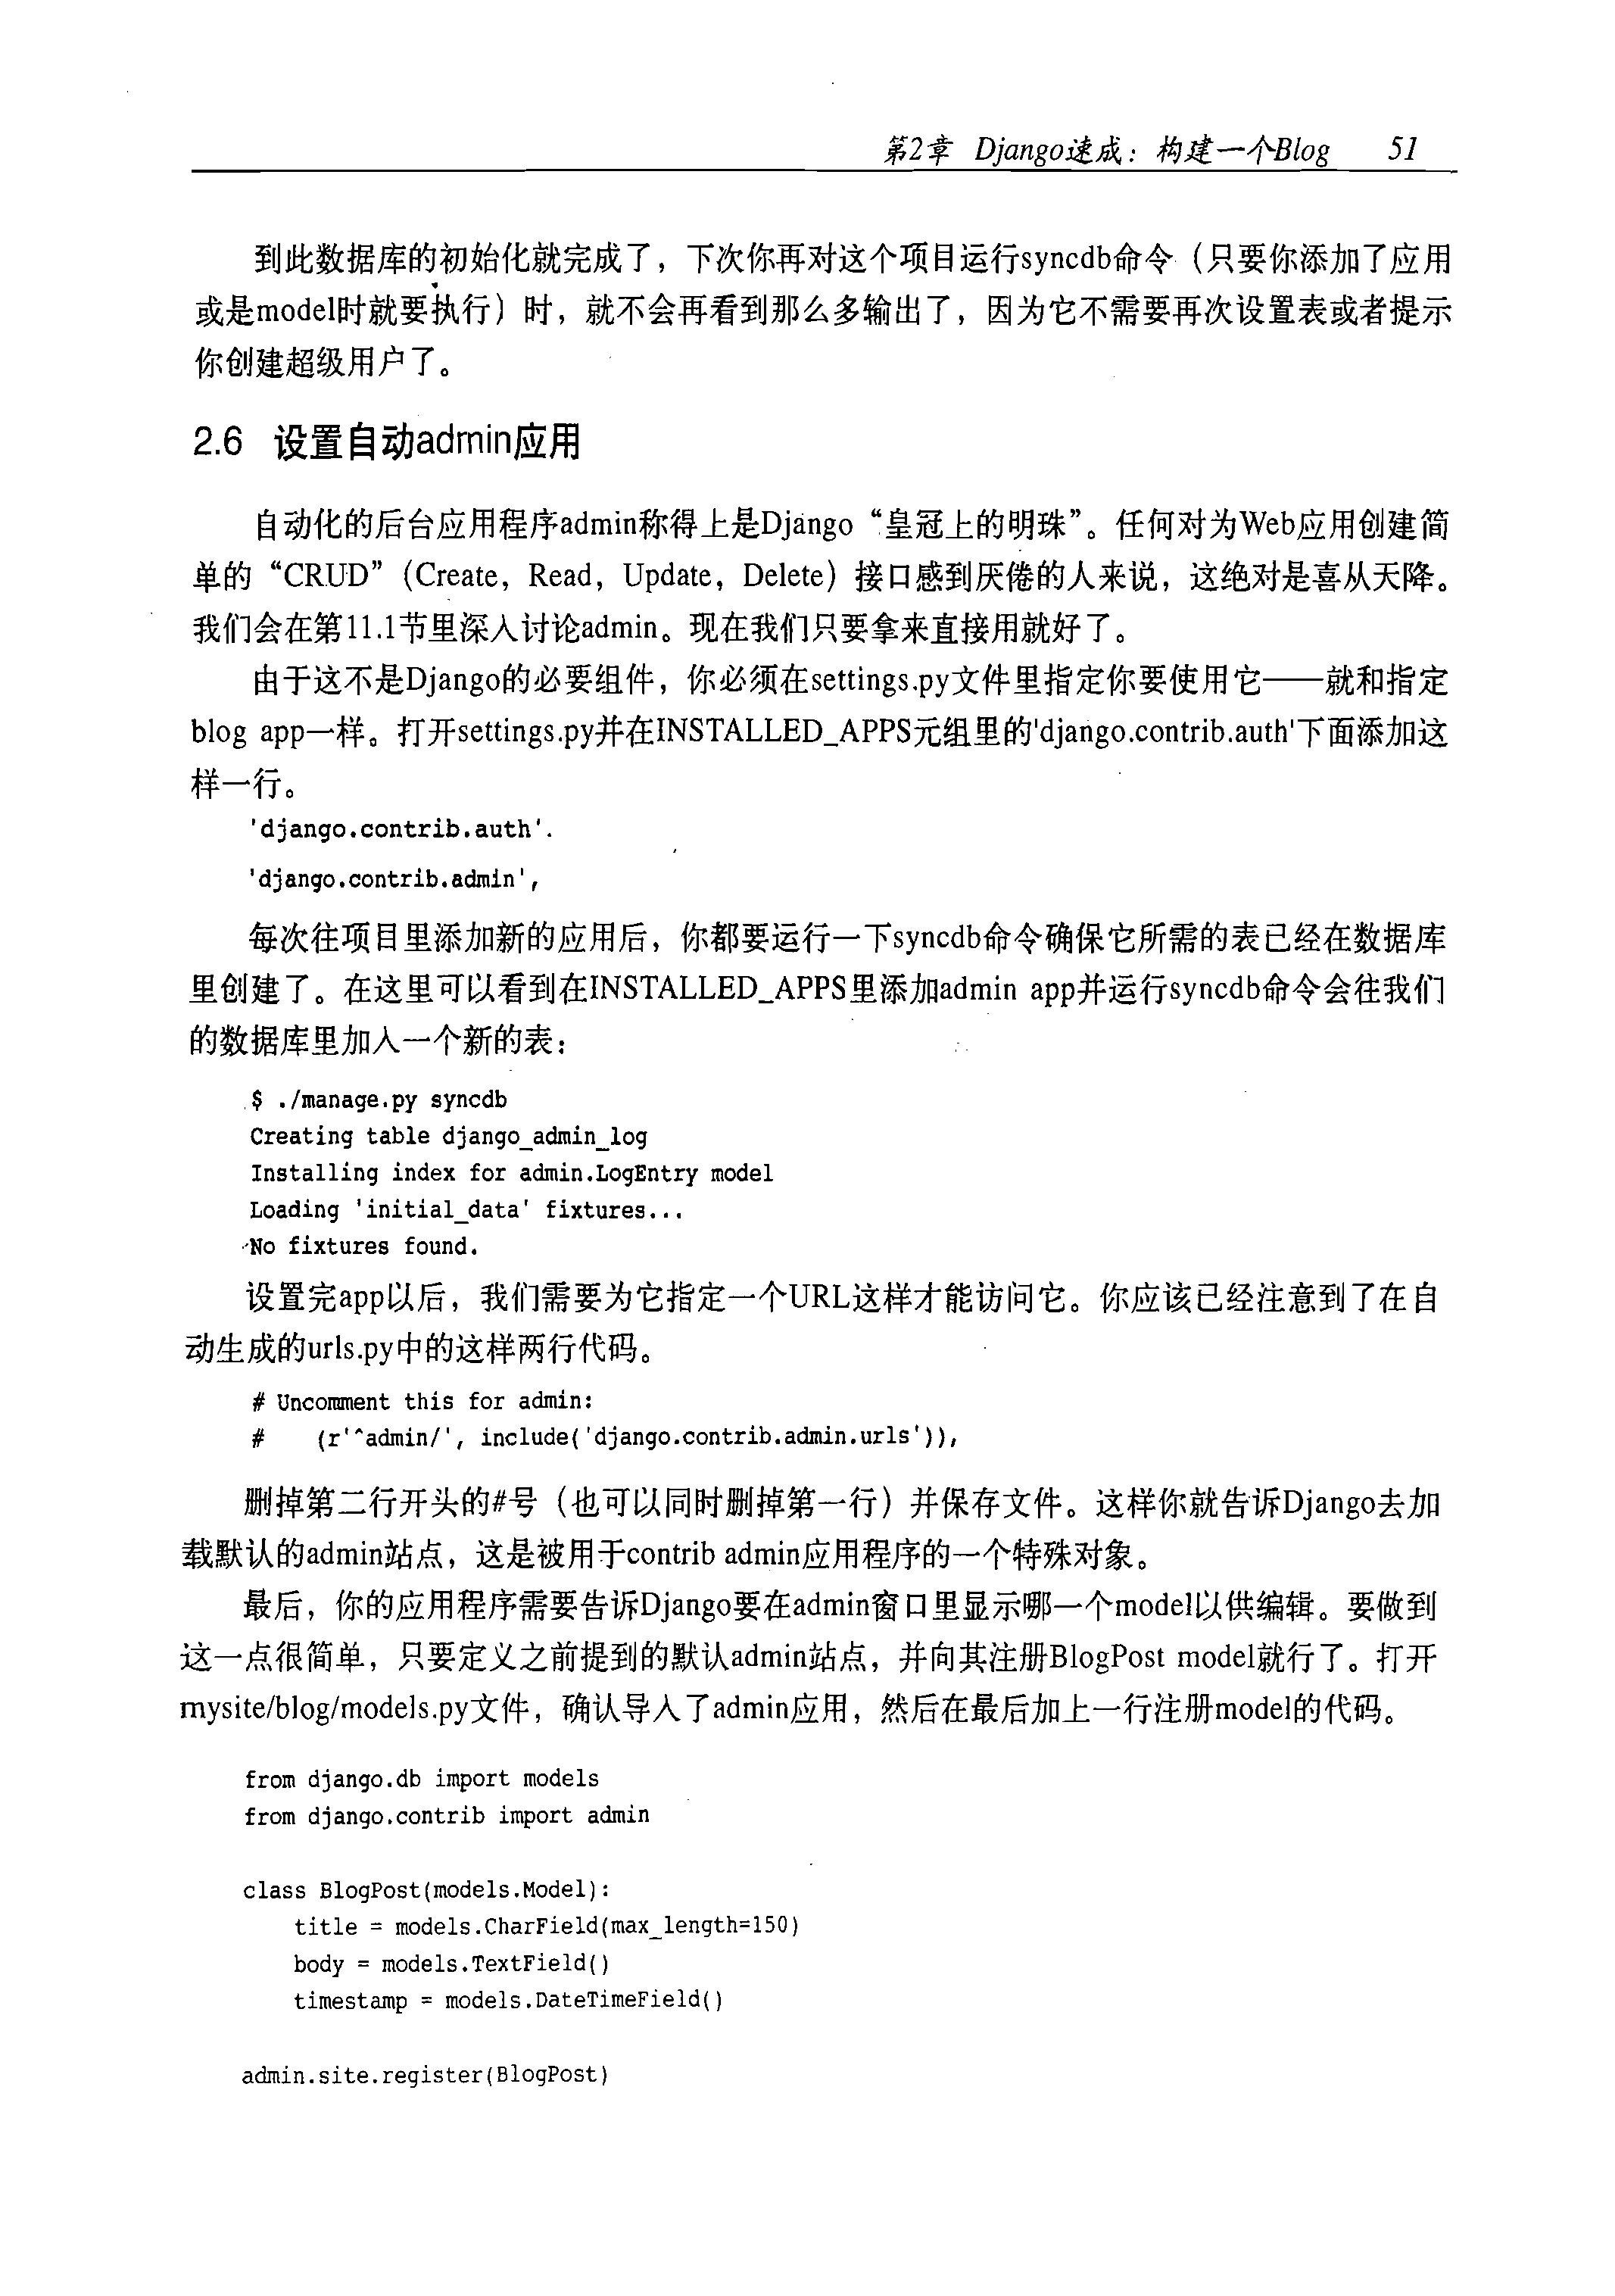 第2章 Django速成：构建一个Blog 51
到此数据库的初始化就完成了，下次你再对这个项目运行syncdb命令（只要你添加了应用
或是model时就要执行）时，就不会再看到那么多输出了，因为它不需要再次设置表或者提示
你创建超级用户了。
2.6 设置自动admin应用
自动化的后台应用程序admin称得上是Django“皇冠上的明珠”。任何对为Web应用创建简
单的“CRUD”（Create，Read，Update，Delete）接口感到厌倦的人来说，这绝对是喜从天降。
我们会在第11.1节里深入讨论admin。现在我们只要拿来直接用就好了。
由于这不是Django的必要组件，你必须在settings.py文件里指定你要使用它——就和指定
blog app一样。打开settings.py并在INSTALLED_APPS元组里的'django.contrib.auth'下面添加这
样一行。
'django.contrib.auth'.
'django.contrib.admin',
每次往项目里添加新的应用后，你都要运行一下syncdb命令确保它所需的表已经在数据库
里创建了。在这里可以看到在INSTALLED_APPS里添加admin app并运行syncdb命令会往我们
的数据库里加入一个新的表：
$ ./manage.py syncdb
Creating table django_admin_log
Installing index for admin.LogEntry model
Loading 'initial_data' fixtures...
No fixtures found.
设置完app以后，我们需要为它指定一个URL这样才能访问它。你应该已经注意到了在自
动生成的urls.py中的这样两行代码。
# Uncomment this for admin:
#    (r'^admin/', include('django.contrib.admin.urls')),
删掉第二行开头的#号（也可以同时删掉第一行）并保存文件。这样你就告诉Django去加
载默认的admin站点，这是被用于contrib admin应用程序的一个特殊对象。
最后，你的应用程序需要告诉Django要在admin窗口里显示哪一个model以供编辑。要做到
这一点很简单，只要定义之前提到的默认admin站点，并向其注册BlogPost model就行了。打开
mysite/blog/models.py文件，确认导入了admin应用，然后在最后加上一行注册model的代码。
from django.db import models
from django.contrib import admin
class BlogPost(models.Model):
    title = models.CharField(max_length=150)
    body = models.TextField()
    timestamp = models.DateTimeField()
admin.site.register(BlogPost)